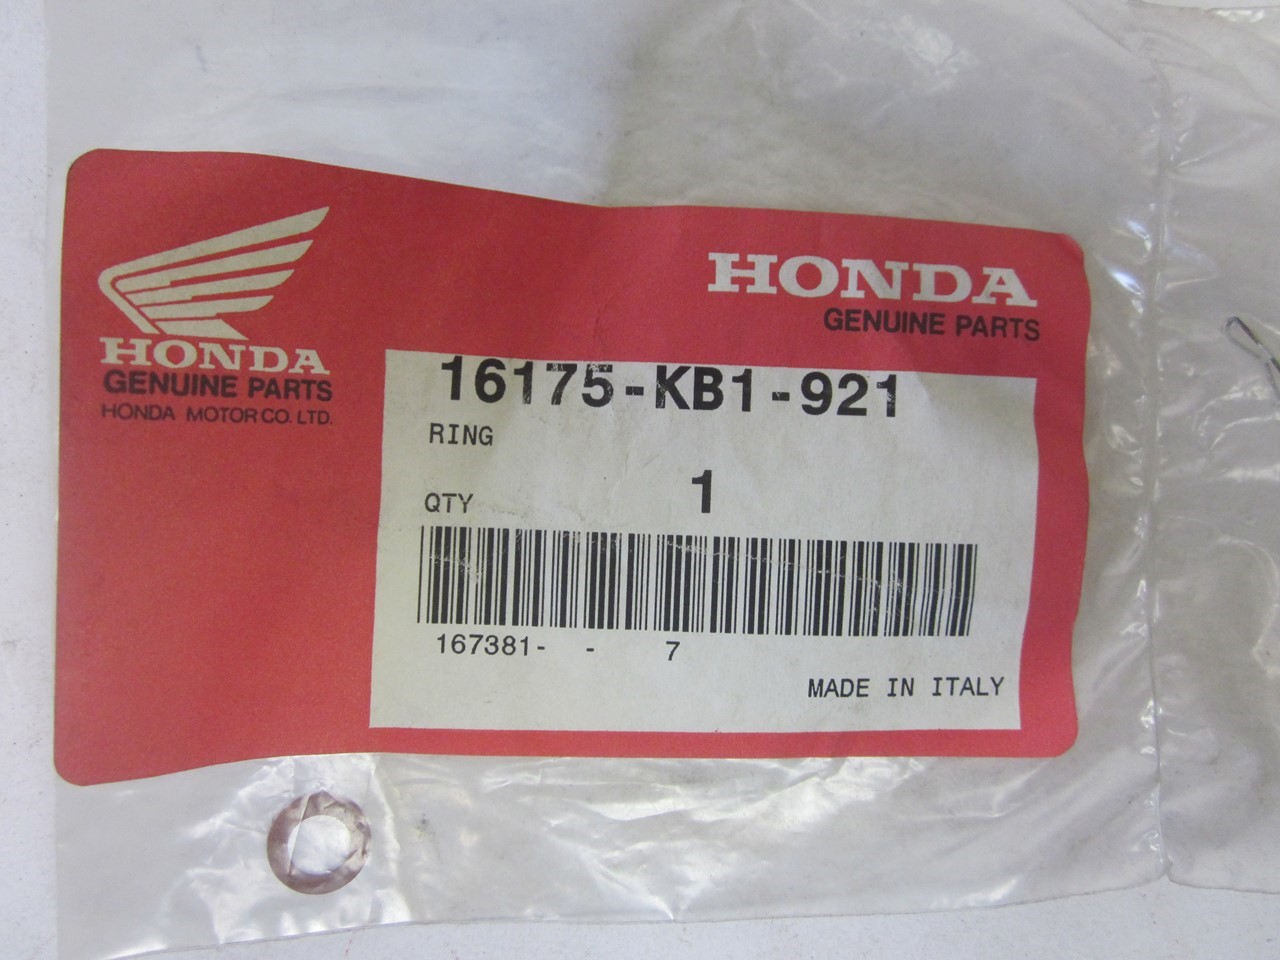 HONDA
GENUINE PARTS
HONDA MOTOR CO. LTD.
HONDA
GENUINE PARTS
16175-KB1-921
RING
QTY 1
167381- - 7
MADE IN ITALY